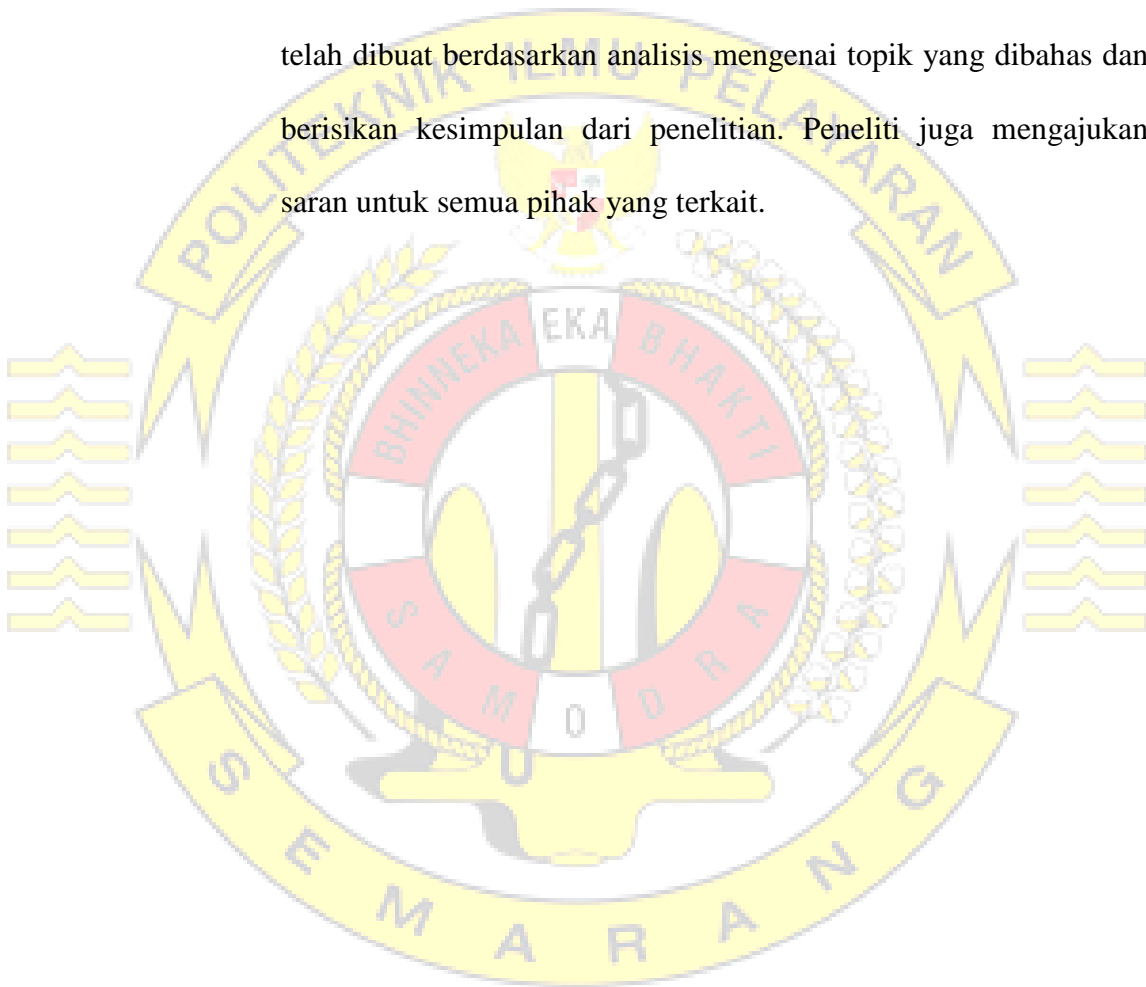 telah dibuat berdasarkan analisis mengenai topik yang dibahas dan
berisikan kesimpulan dari penelitian. Peneliti juga mengajukan
saran untuk semua pihak yang terkait.
POLITEKNIK ILMU PELAYARAN
BHINNEKA EKA BHAKTI
SAMODRA
SEMARANG